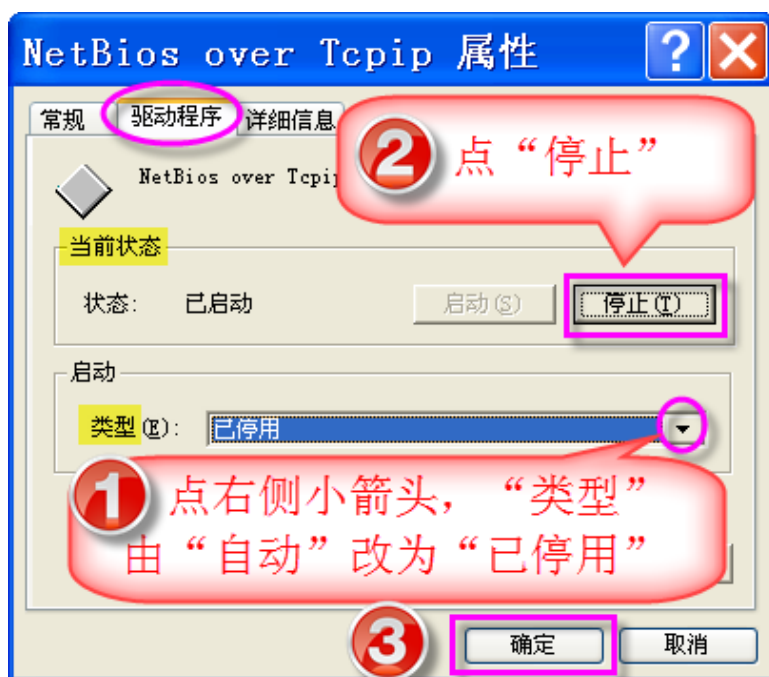 NetBios over Tcpip 属性
常规 驱动程序 详细信息
NetBios over Tcpip
2 点“停止”
当前状态
状态: 已启动 启动(S) 停止(T)
启动
类型(E): 已停用
1 点右侧小箭头，“类型”
由“自动”改为“已停用”
3 确定 取消